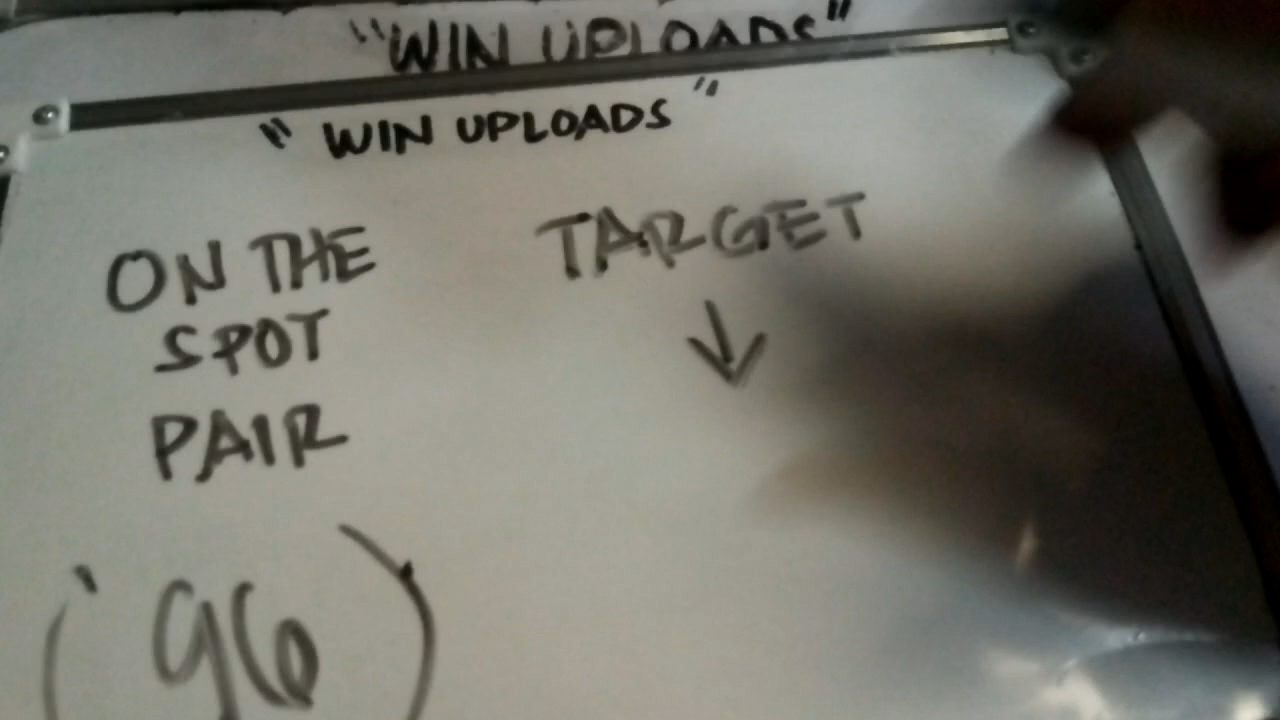 "WIN UPLOADS"
"WIN UPLOADS"
ON THE
SPOT
PAIR
TARGET
↓
(96)